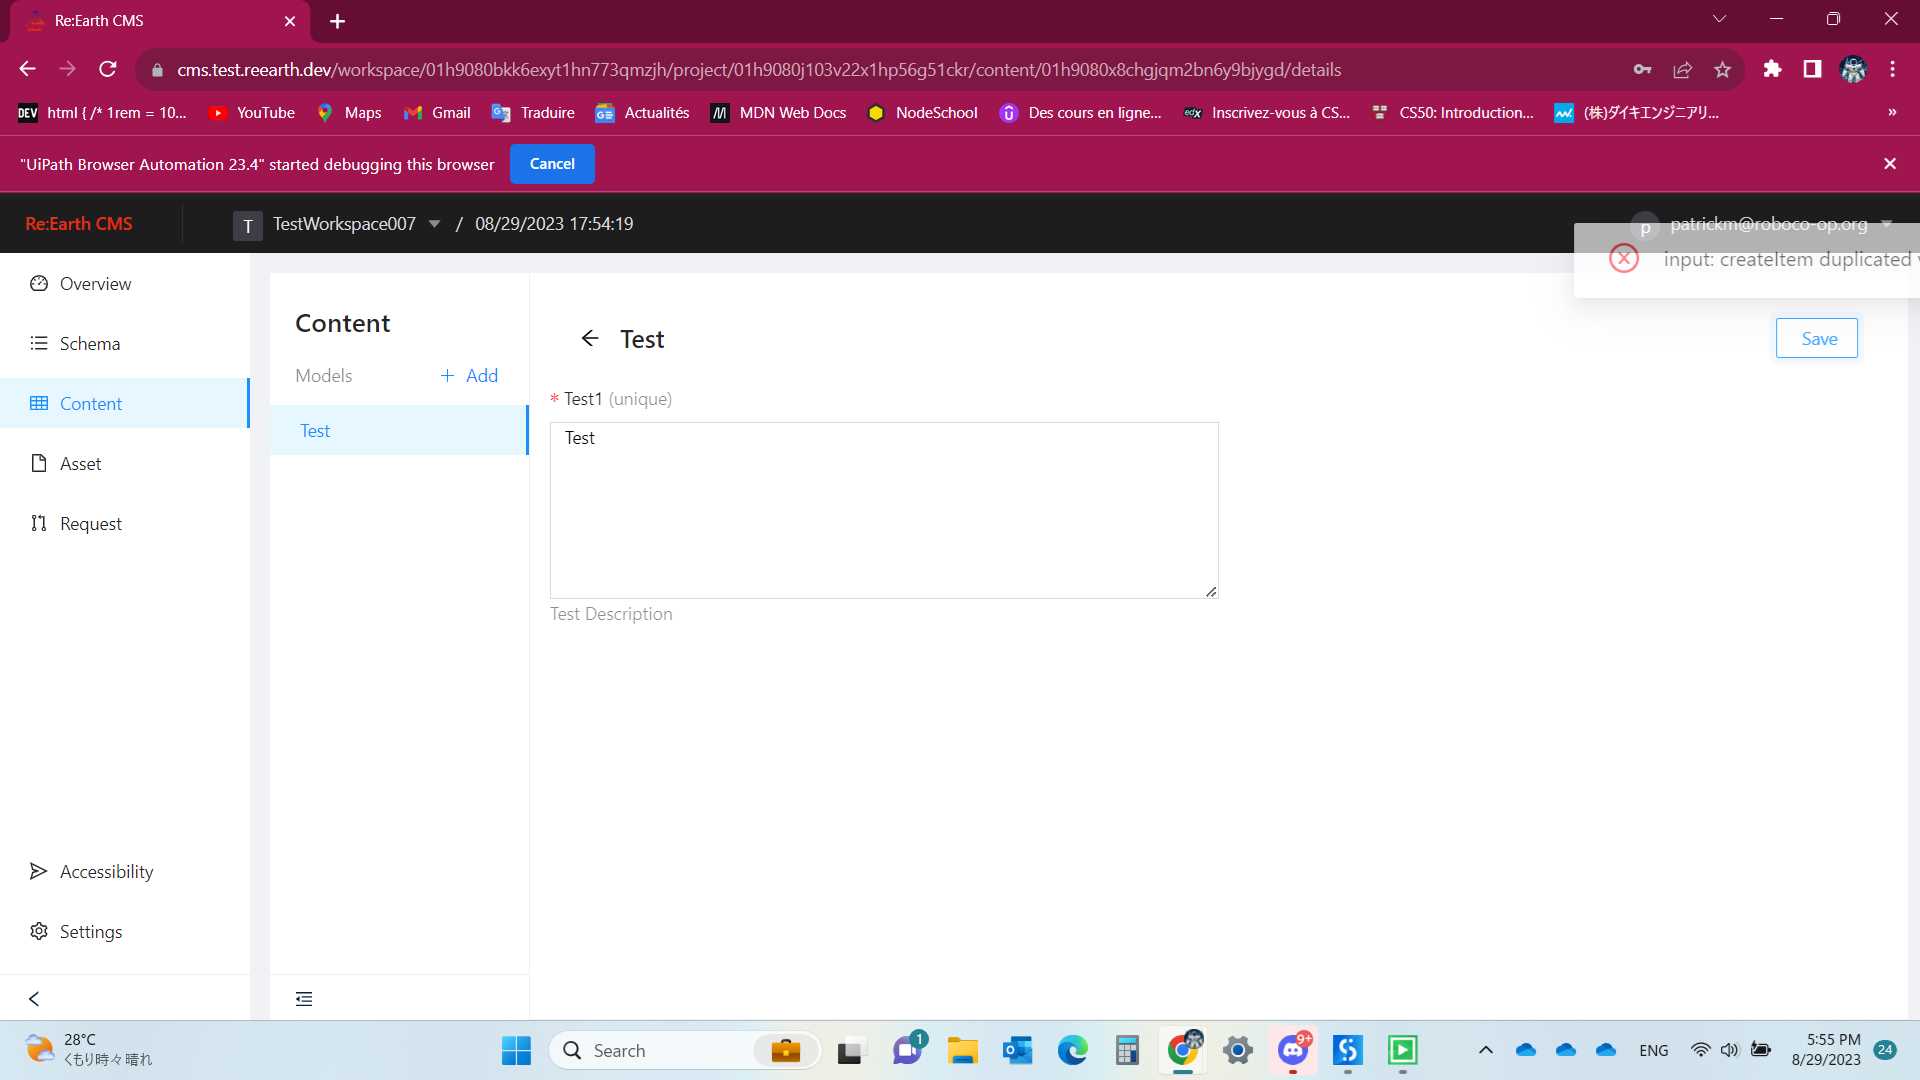 Re:Earth CMS
cms.test.reearth.dev/workspace/01h9080bkk6exyt1hn773qmzjh/project/01h9080j103v22x1hp56g51ckr/content/01h9080x8chgjqm2bn6y9bjygd/details
DEV html { /* 1rem = 10... YouTube Maps Gmail Traduire Actualités MDN Web Docs NodeSchool Des cours en ligne... edX Inscrivez-vous à CS... CS50: Introduction... (株)ダイキエンジニアリ... »
"UiPath Browser Automation 23.4" started debugging this browser Cancel
Re:Earth CMS T TestWorkspace007 / 08/29/2023 17:54:19 p patrickm@roboco-op.org
input: createItem duplicated
Overview
Schema
Content
Asset
Request
Accessibility
Settings
Content
Models + Add
Test
Test
Save
* Test1 (unique)
Test
Test Description
28°C
くもり時々晴れ
Search
1
9+
ENG
5:55 PM
8/29/2023
24